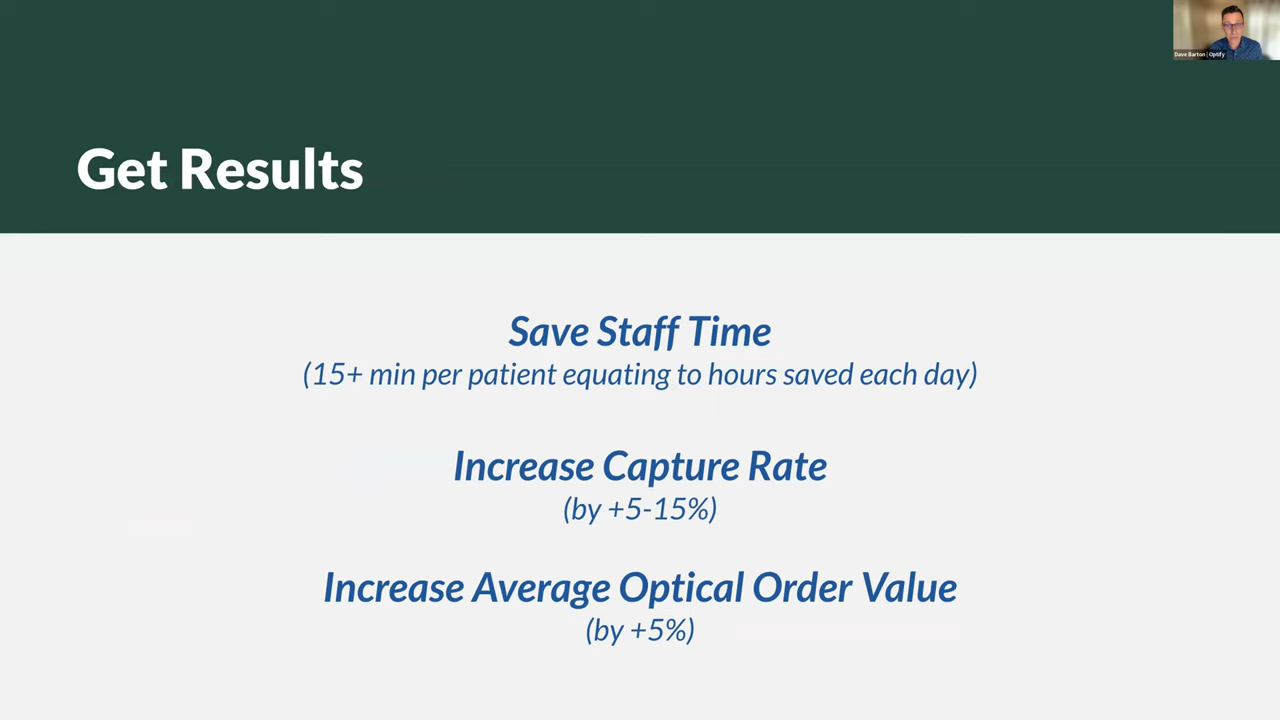 Dave Barton | Optify
Get Results
Save Staff Time
(15+ min per patient equating to hours saved each day)
Increase Capture Rate
(by +5-15%)
Increase Average Optical Order Value
(by +5%)